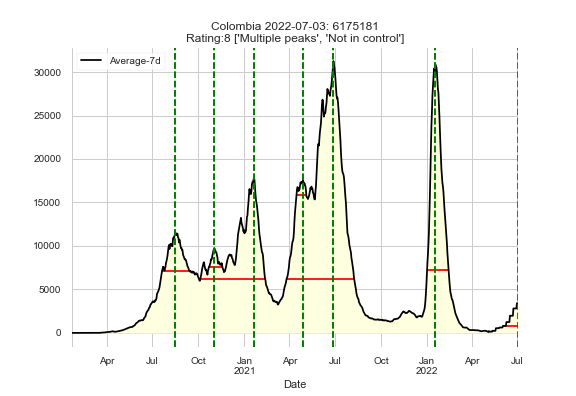 Colombia 2022-07-03: 6175181
Rating:8 ['Multiple peaks', 'Not in control']
Average-7d
30000
25000
20000
15000
10000
5000
0
Apr Jul Oct Jan Apr Jul Oct Jan Apr Jul
2021 2022
Date